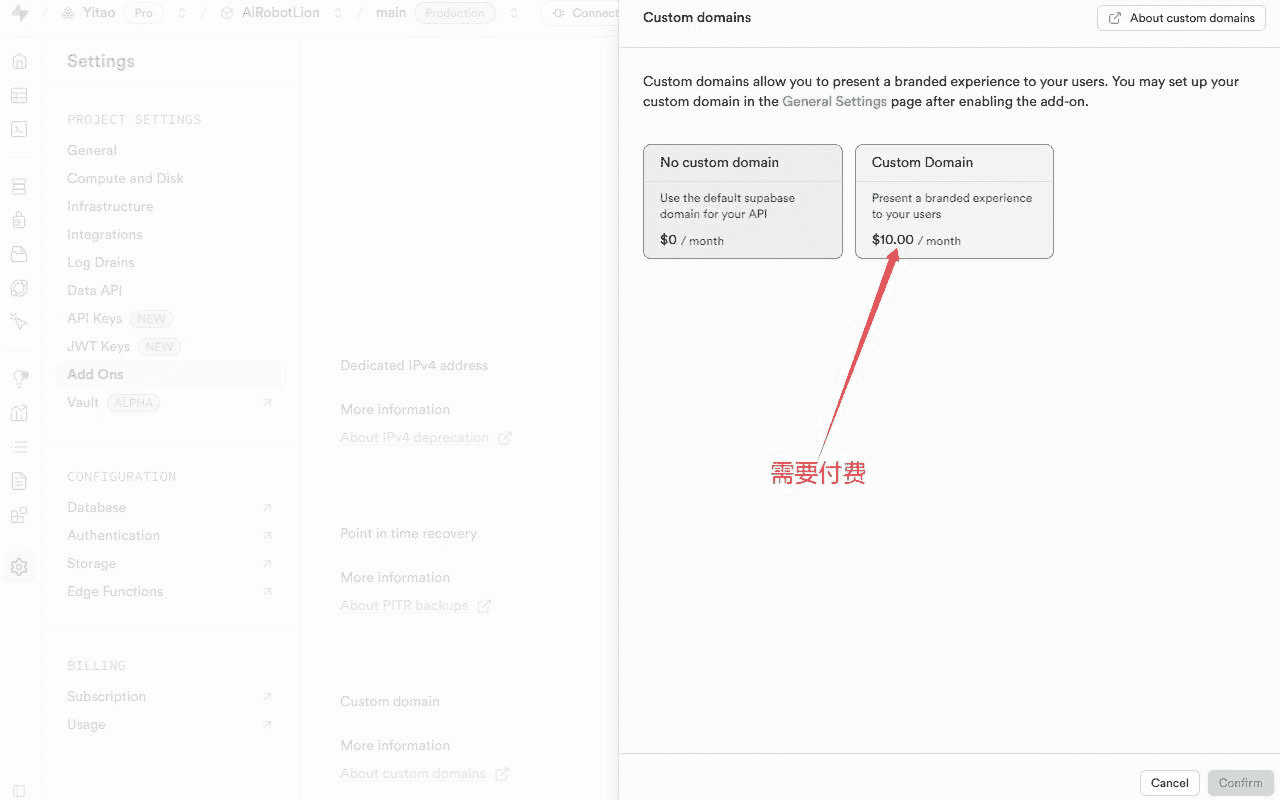 Yitao Pro / AiRobotLion / main Production Connect
Settings
PROJECT SETTINGS
General
Compute and Disk
Infrastructure
Integrations
Log Drains
Data API
API Keys NEW
JWT Keys NEW
Add Ons
Vault ALPHA
CONFIGURATION
Database
Authentication
Storage
Edge Functions
BILLING
Subscription
Usage
Dedicated IPv4 address
More information
About IPv4 deprecation
Point in time recovery
More information
About PITR backups
Custom domain
More information
About custom domains
Custom domains
About custom domains
Custom domains allow you to present a branded experience to your users. You may set up your
custom domain in the General Settings page after enabling the add-on.
No custom domain
Use the default supabase
domain for your API
$0 / month
Custom Domain
Present a branded experience
to your users
$10.00 / month
需要付费
Cancel
Confirm